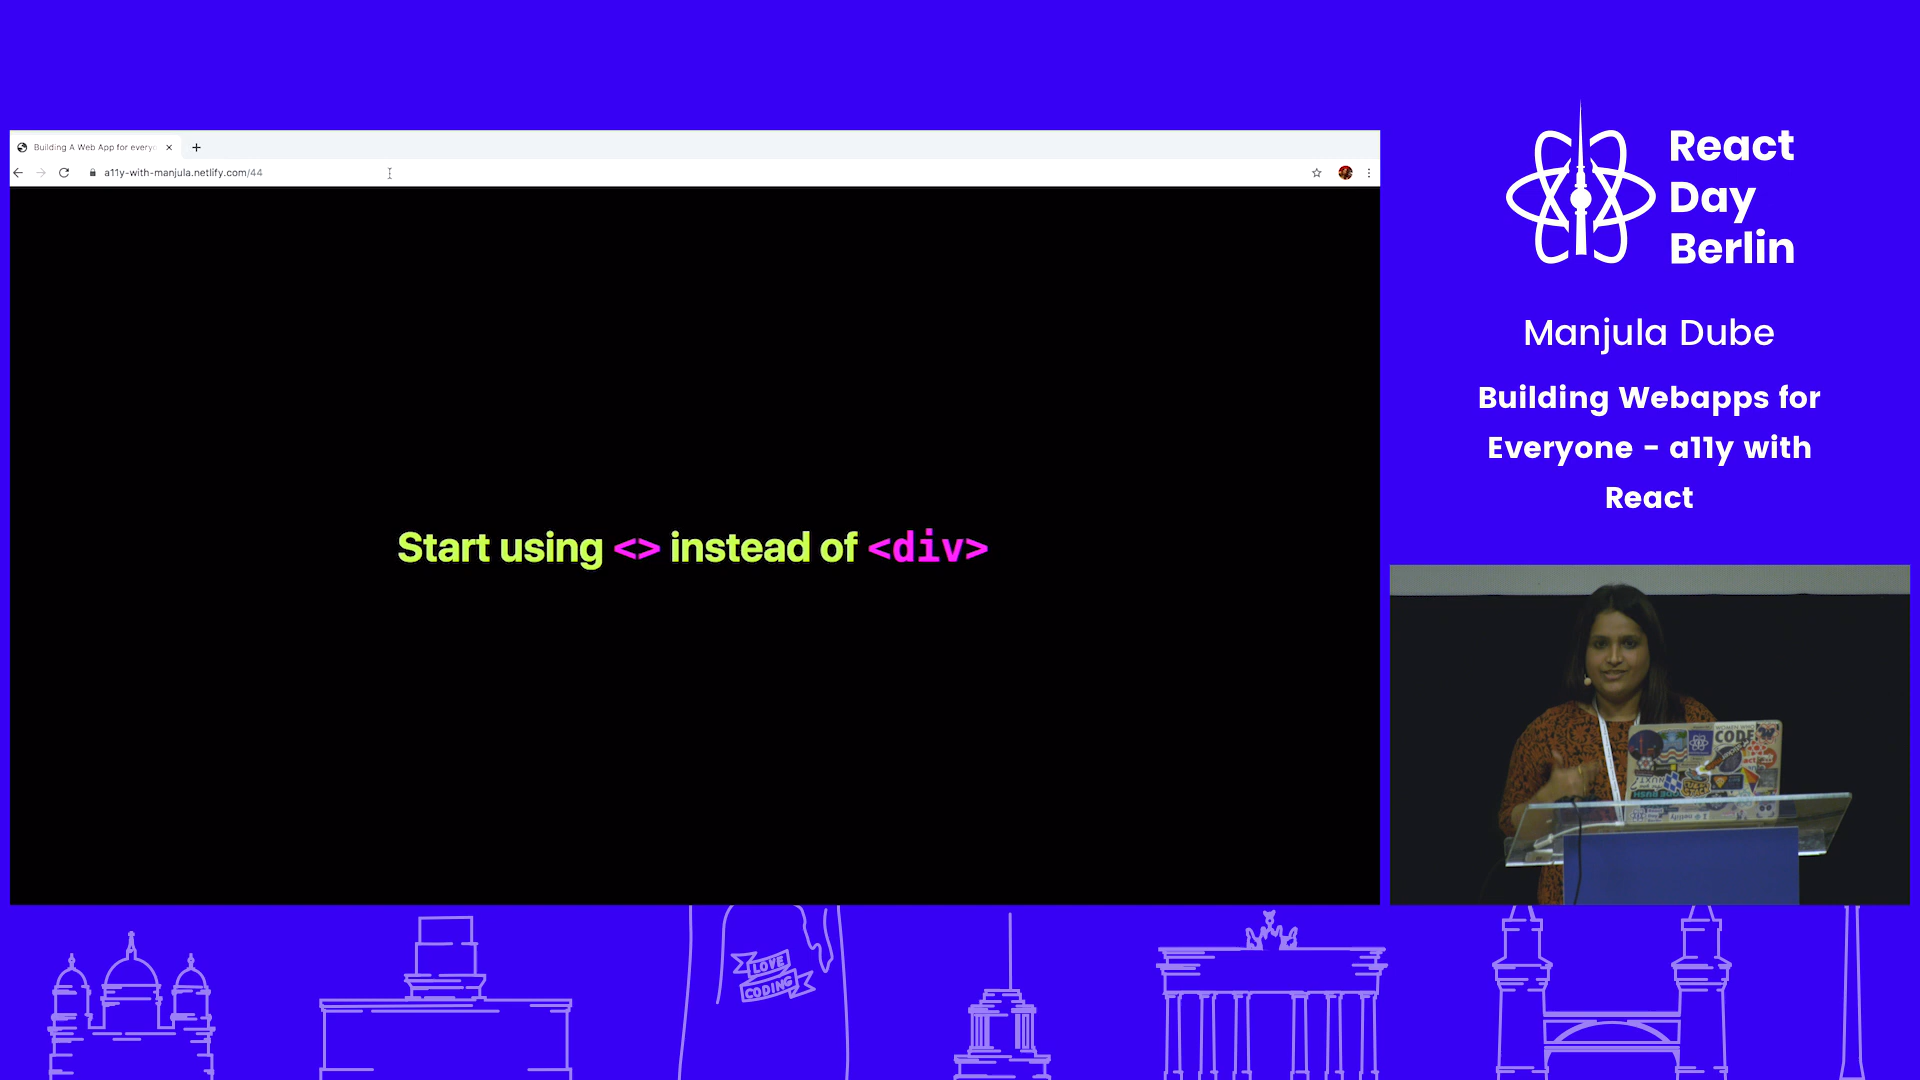 Building A Web App for everyo
a11y-with-manjula.netlify.com/44
Start using <> instead of <div>
React
Day
Berlin
Manjula Dube
Building Webapps for
Everyone - a11y with
React
CODE
LOVE
CODING